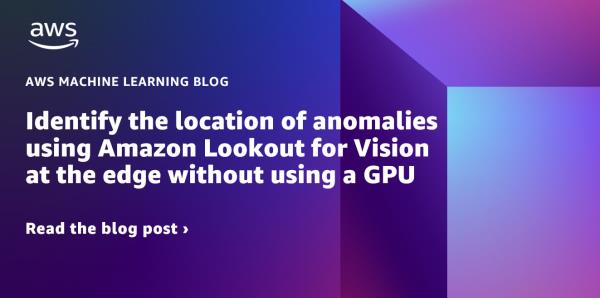 aws
AWS MACHINE LEARNING BLOG
Identify the location of anomalies
using Amazon Lookout for Vision
at the edge without using a GPU
Read the blog post ›